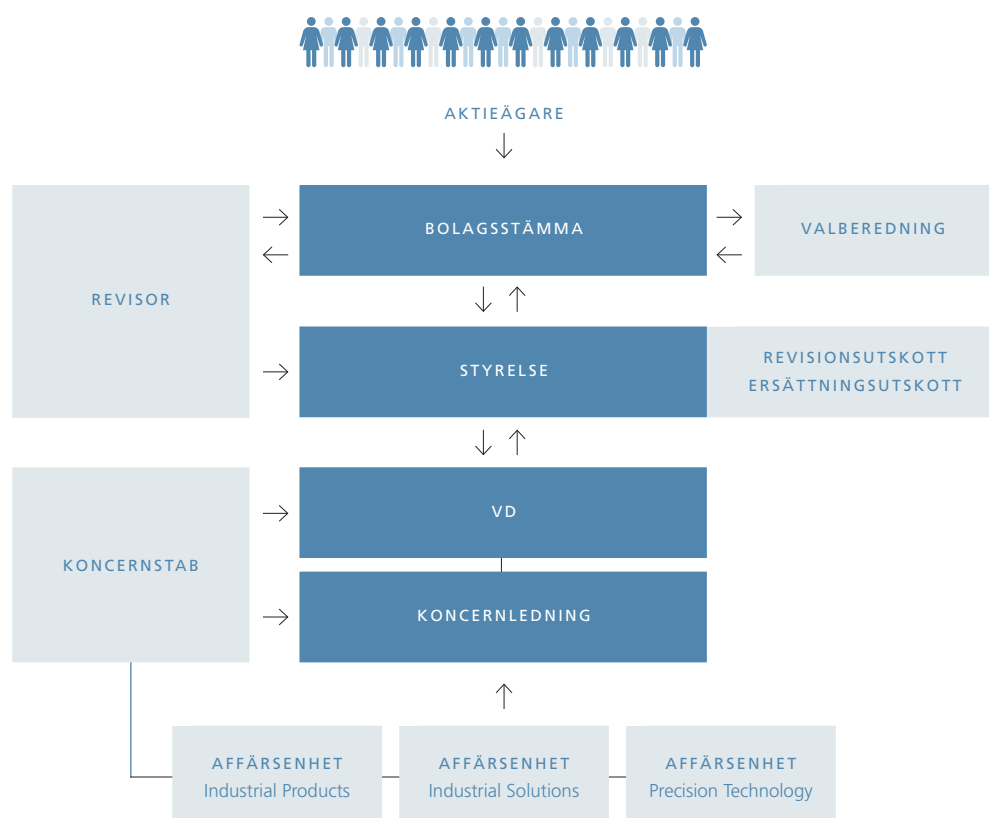 AKTIEÄGARE
BOLAGSSTÄMMA
VALBEREDNING
REVISOR
STYRELSE
REVISIONSUTSKOTT
ERSÄTTNINGSUTSKOTT
VD
KONCERNSTAB
KONCERNLEDNING
AFFÄRSENHET
Industrial Products
AFFÄRSENHET
Industrial Solutions
AFFÄRSENHET
Precision Technology